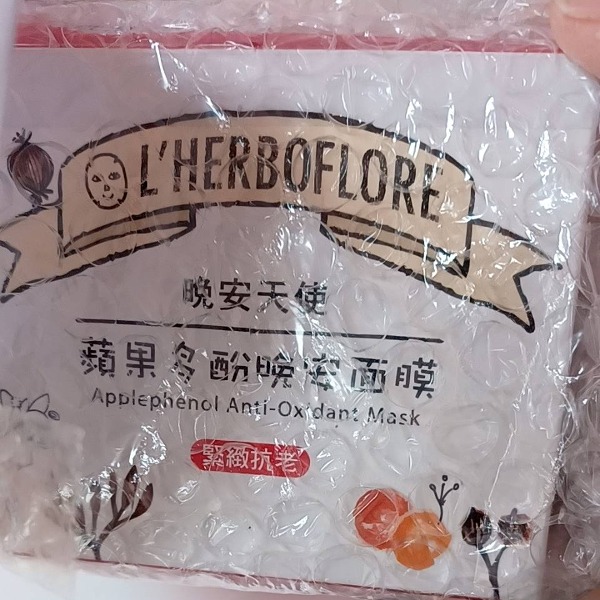 L'HERBOFLORE
晚安天使
蘋果多酚晚安面膜
Applephenol Anti-Oxidant Mask
緊緻抗老